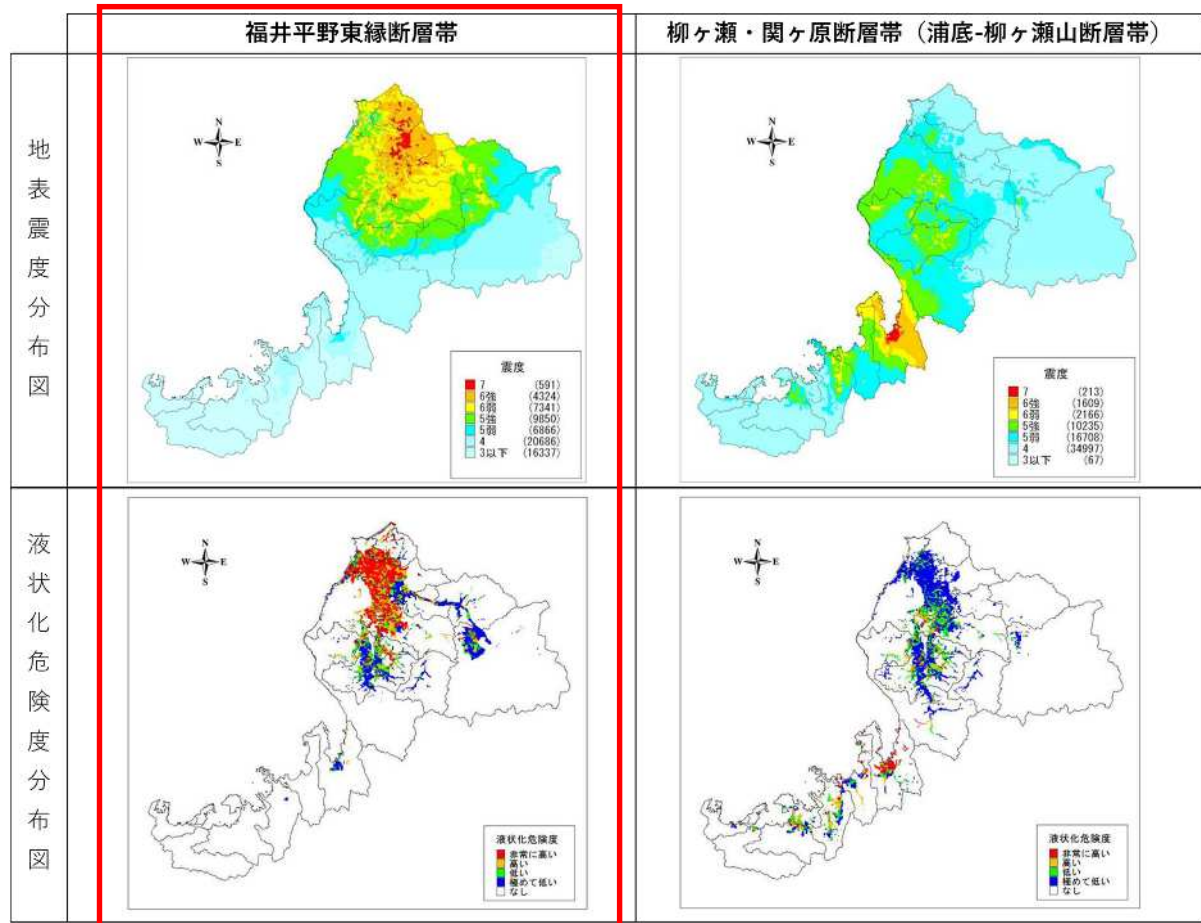 福井平野東縁断層帯
柳ヶ瀬・関ヶ原断層帯（浦底-柳ヶ瀬山断層帯）
地表震度分布図
N
W E
S
震度
7 (591)
6強 (4324)
6弱 (7341)
5強 (9850)
5弱 (6866)
4 (20686)
3以下 (16337)
N
W E
S
震度
7 (213)
6強 (1609)
6弱 (2166)
5強 (10235)
5弱 (16708)
4 (34997)
3以下 (67)
液状化危険度分布図
N
W E
S
液状化危険度
非常に高い
高い
低い
極めて低い
なし
N
W E
S
液状化危険度
非常に高い
高い
低い
極めて低い
なし